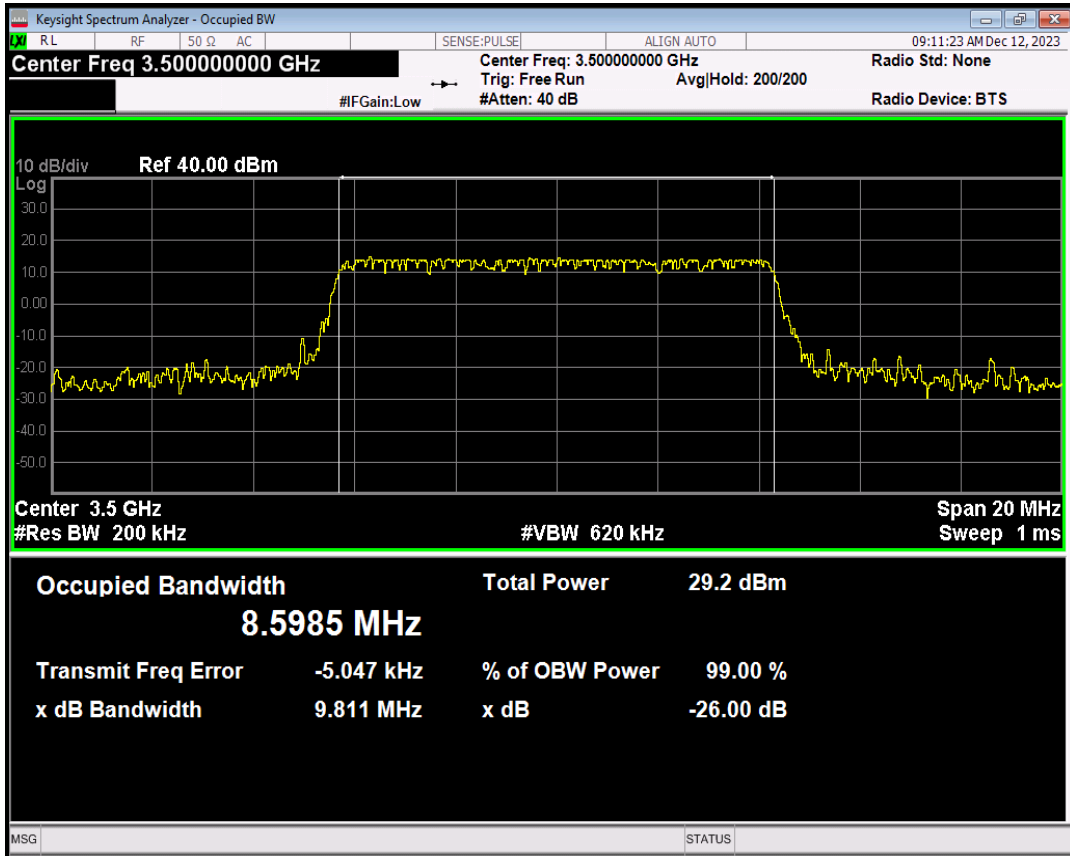 Keysight Spectrum Analyzer - Occupied BW
LXI RL RF 50 Ω AC SENSE:PULSE ALIGN AUTO 09:11:23 AM Dec 12, 2023
Center Freq 3.500000000 GHz Center Freq: 3.500000000 GHz Radio Std: None
Trig: Free Run Avg|Hold: 200/200
#IFGain:Low #Atten: 40 dB Radio Device: BTS
10 dB/div Ref 40.00 dBm
Log
30.0
20.0
10.0
0.00
-10.0
-20.0
-30.0
-40.0
-50.0
Center 3.5 GHz Span 20 MHz
#Res BW 200 kHz #VBW 620 kHz Sweep 1 ms
Occupied Bandwidth Total Power 29.2 dBm
8.5985 MHz
Transmit Freq Error -5.047 kHz % of OBW Power 99.00 %
x dB Bandwidth 9.811 MHz x dB -26.00 dB
MSG STATUS